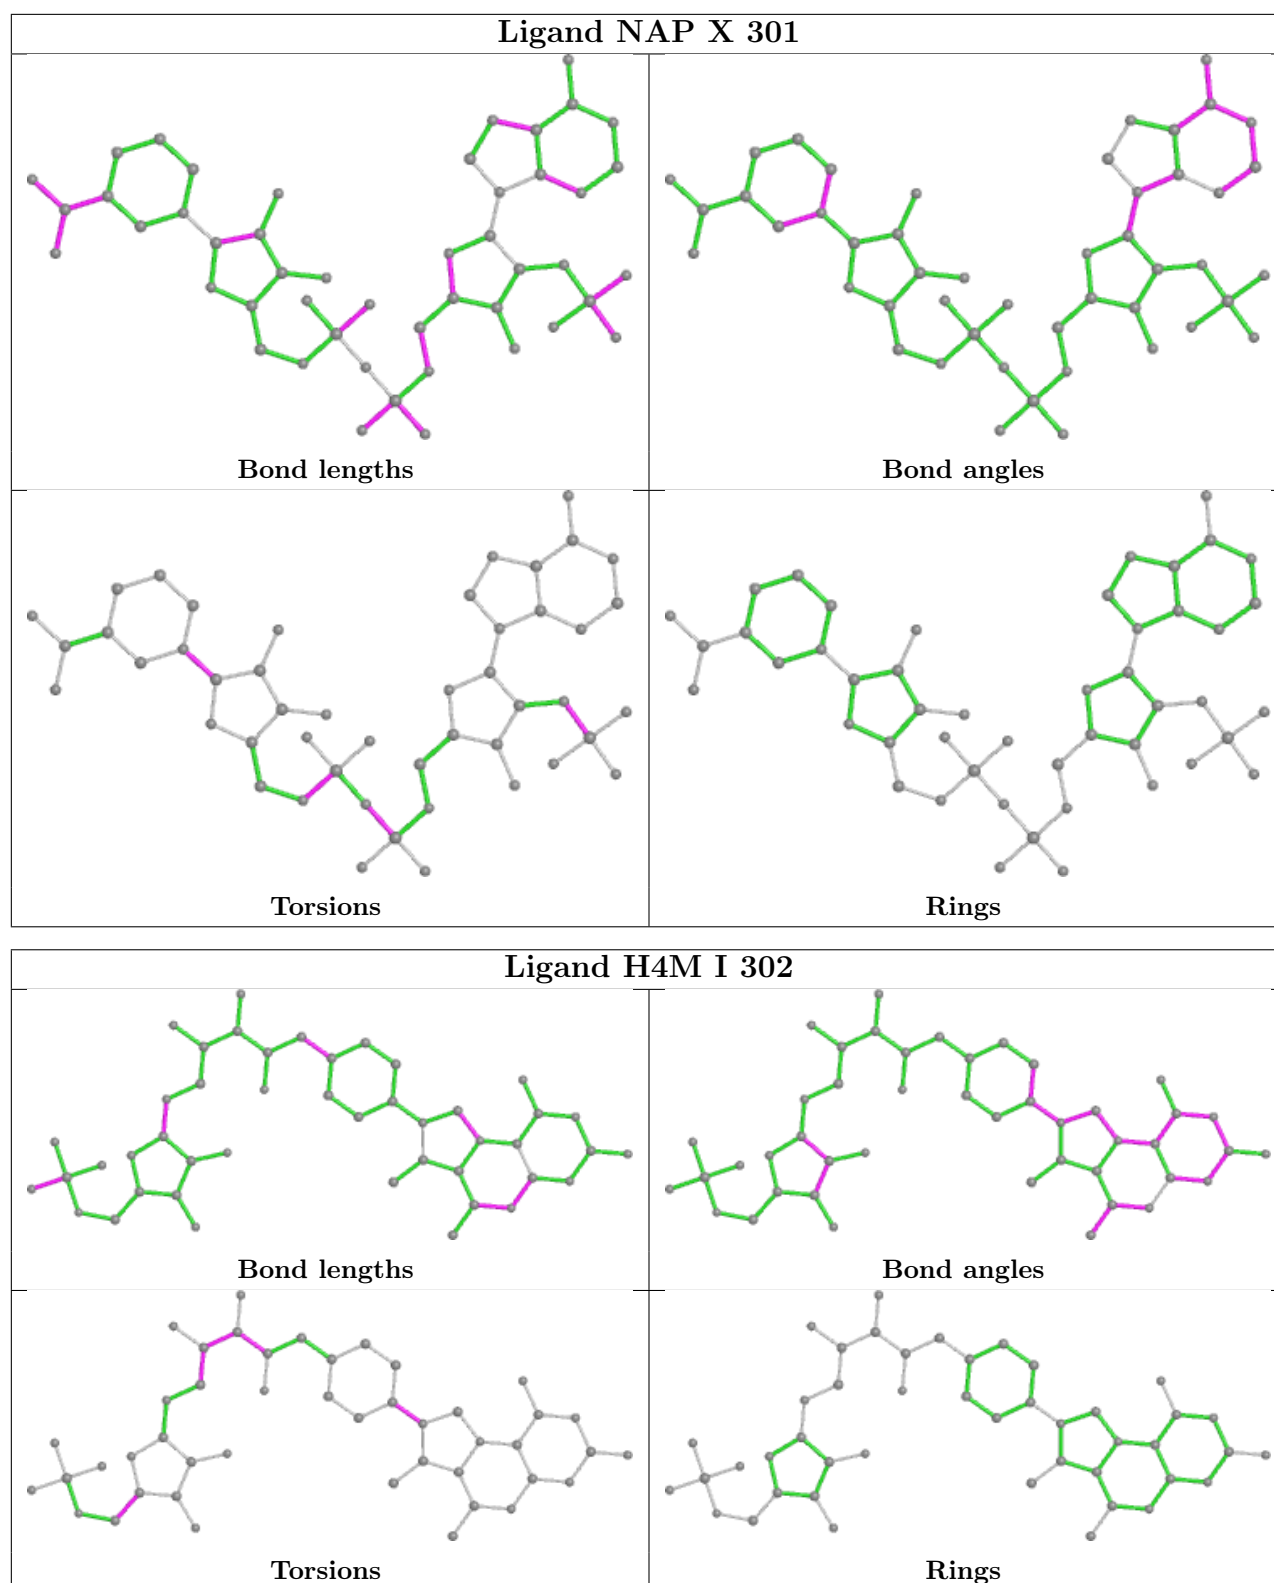 Ligand NAP X 301
Bond lengths
Bond angles
Torsions
Rings
Ligand H4M I 302
Bond lengths
Bond angles
Torsions
Rings